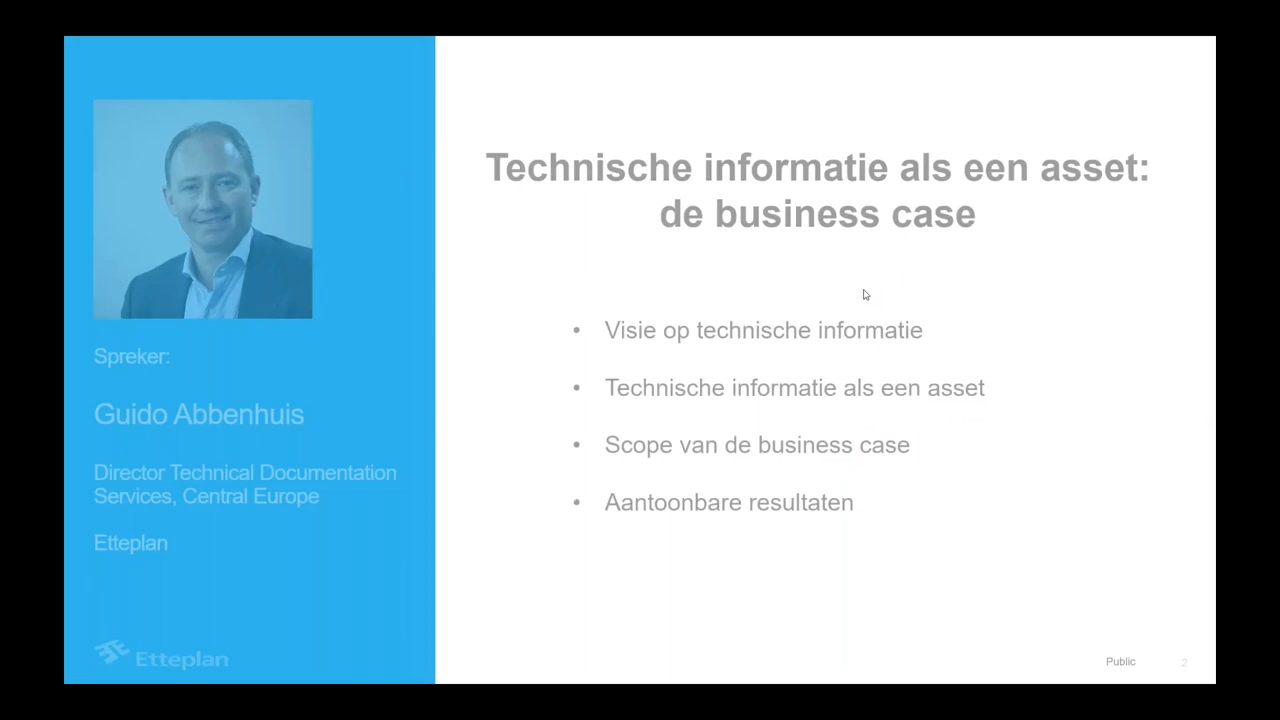 Spreker:
Guido Abbenhuis
Director Technical Documentation
Services, Central Europe
Etteplan
Etteplan
Technische informatie als een asset:
de business case
• Visie op technische informatie
• Technische informatie als een asset
• Scope van de business case
• Aantoonbare resultaten
Public
2